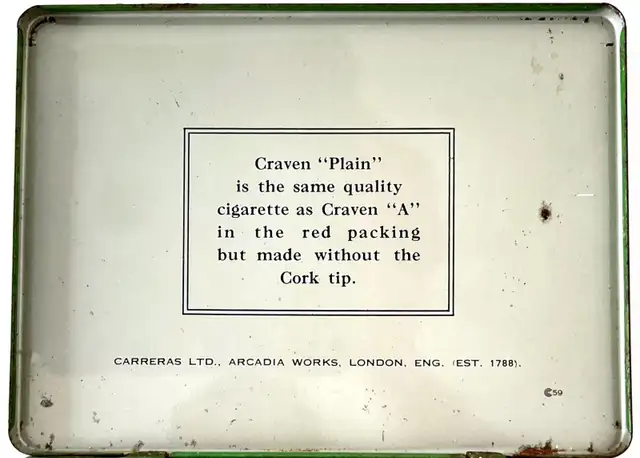 Craven “Plain”
is the same quality
cigarette as Craven “A”
in the red packing
but made without the
Cork tip.
CARRERAS LTD., ARCADIA WORKS, LONDON, ENG. (EST. 1788).
59